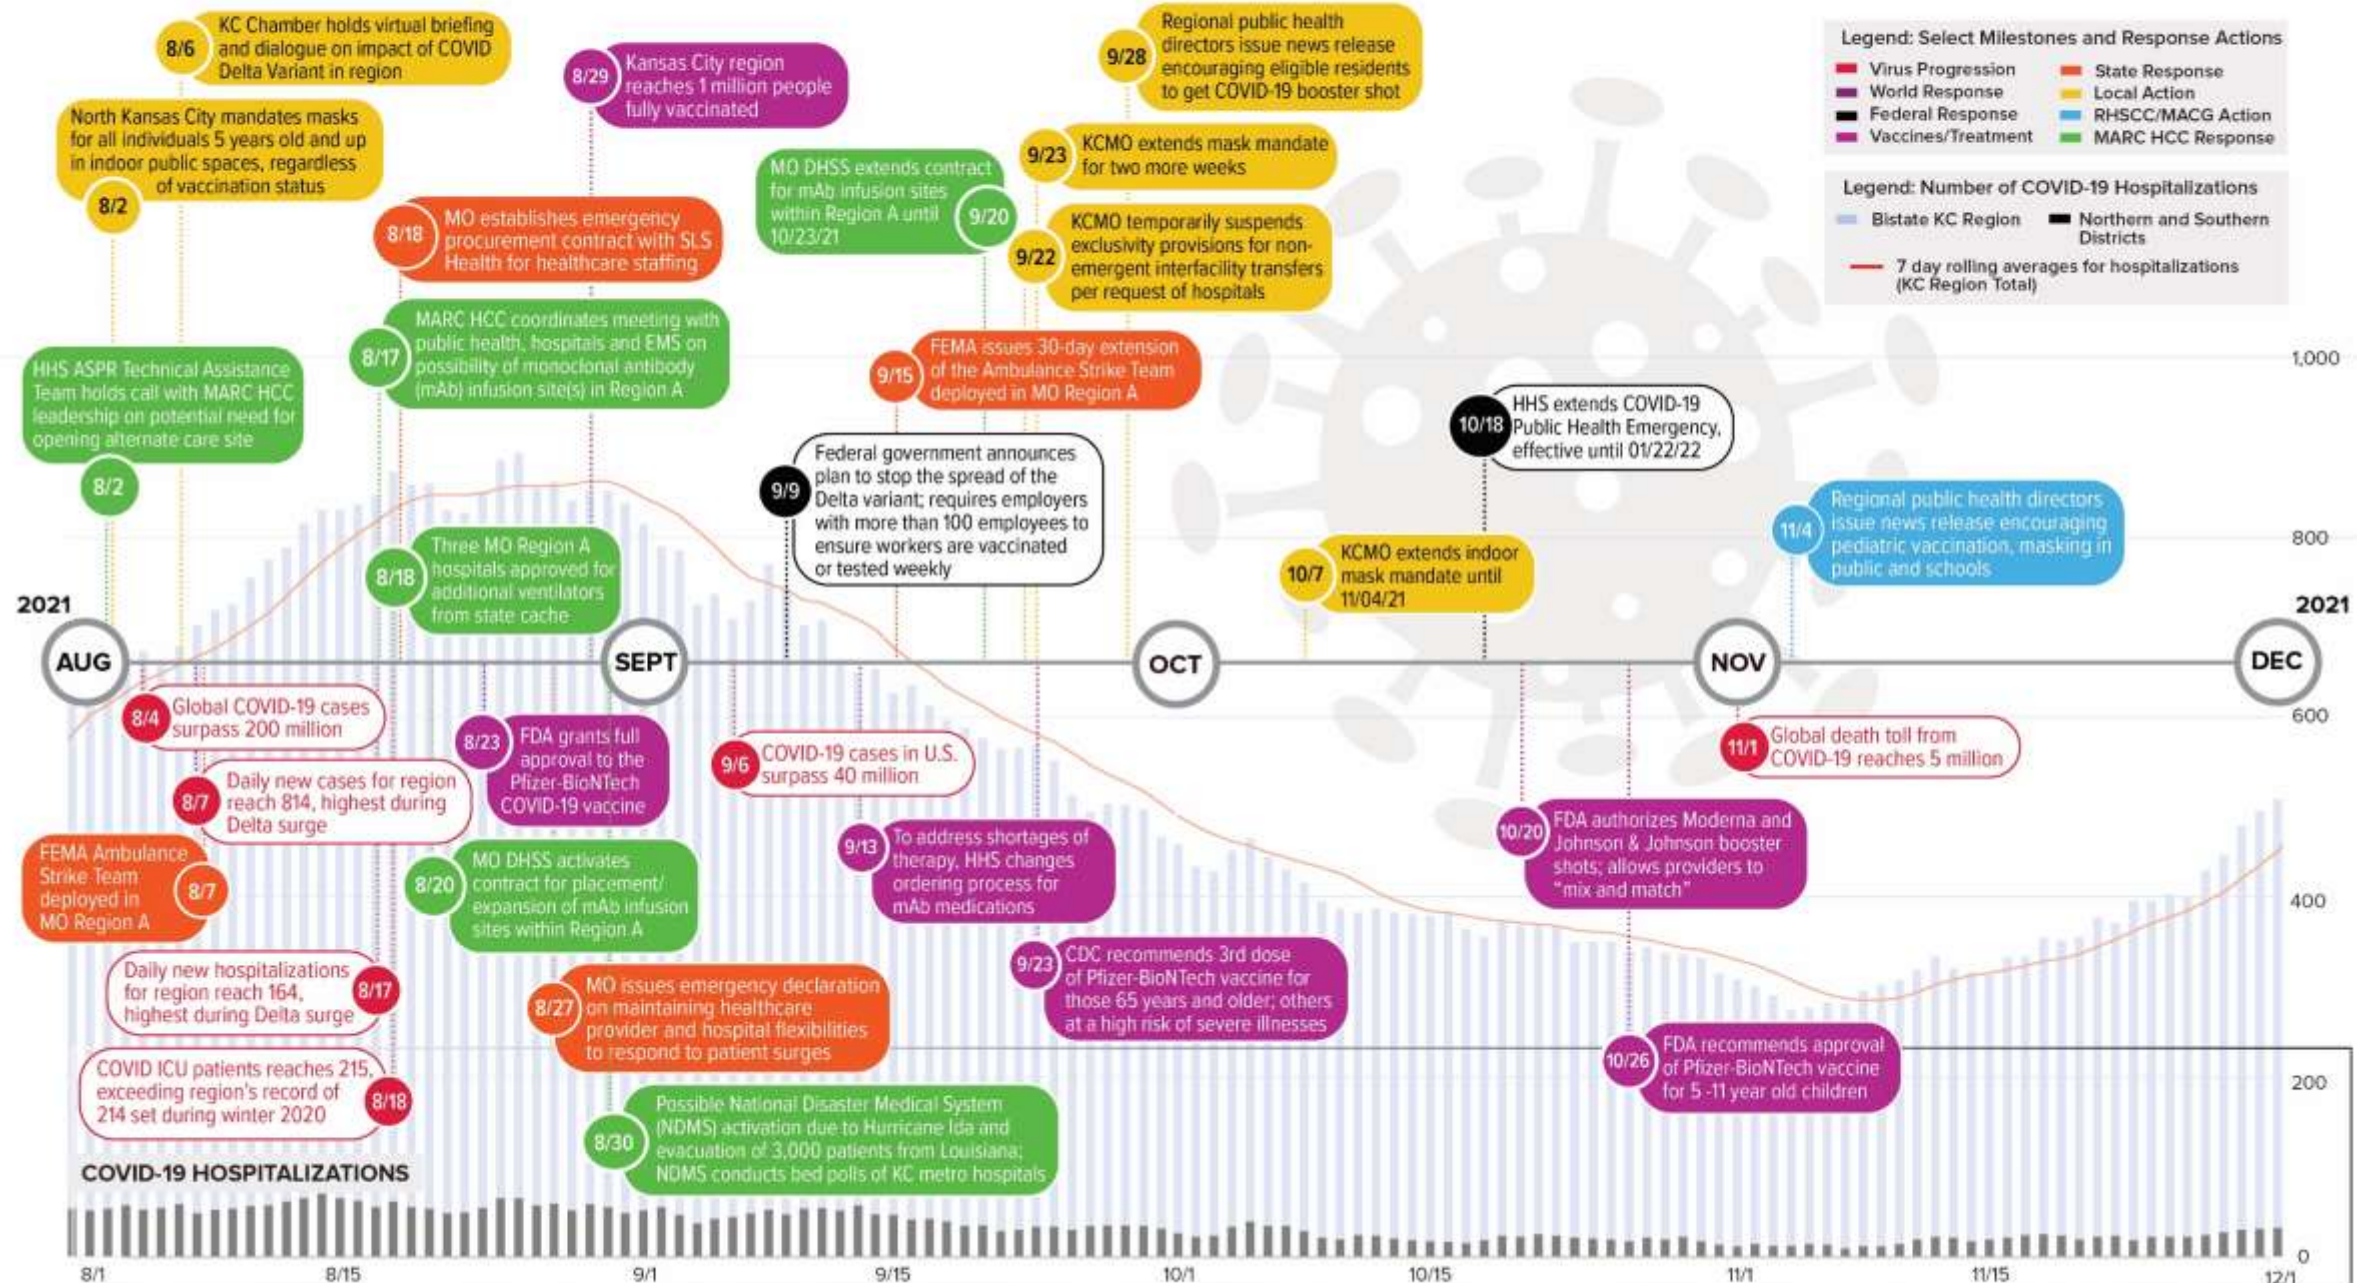 8/6
KC Chamber holds virtual briefing
and dialogue on impact of COVID
Delta Variant in region
North Kansas City mandates masks
for all individuals 5 years old and up
in indoor public spaces, regardless
of vaccination status
8/2
8/29
Kansas City region
reaches 1 million people
fully vaccinated
9/28
Regional public health
directors issue news release
encouraging eligible residents
to get COVID-19 booster shot
9/23
KCMO extends mask mandate
for two more weeks
MO DHSS extends contract
for mAb infusion sites
within Region A until
10/23/21
9/20
9/22
KCMO temporarily suspends
exclusivity provisions for non-
emergent interfacility transfers
per request of hospitals
Legend: Select Milestones and Response Actions
Virus Progression
World Response
Federal Response
Vaccines/Treatment
State Response
Local Action
RHSCC/MACG Action
MARC HCC Response
Legend: Number of COVID-19 Hospitalizations
Bistate KC Region
Northern and Southern
Districts
7 day rolling averages for hospitalizations
(KC Region Total)
8/18
MO establishes emergency
procurement contract with SLS
Health for healthcare staffing
8/17
MARC HCC coordinates meeting with
public health, hospitals and EMS on
possibility of monoclonal antibody
(mAb) infusion site(s) in Region A
HHS ASPR Technical Assistance
Team holds call with MARC HCC
leadership on potential need for
opening alternate care site
8/2
9/15
FEMA issues 30-day extension
of the Ambulance Strike Team
deployed in MO Region A
9/9
Federal government announces
plan to stop the spread of the
Delta variant; requires employers
with more than 100 employees to
ensure workers are vaccinated
or tested weekly
10/18
HHS extends COVID-19
Public Health Emergency,
effective until 01/22/22
11/4
Regional public health directors
issue news release encouraging
pediatric vaccination, masking in
public and schools
8/18
Three MO Region A
hospitals approved for
additional ventilators
from state cache
10/7
KCMO extends indoor
mask mandate until
11/04/21
1,000
800
600
400
200
0
2021
2021
AUG
SEPT
OCT
NOV
DEC
8/4
Global COVID-19 cases
surpass 200 million
8/7
Daily new cases for region
reach 814, highest during
Delta surge
8/23
FDA grants full
approval to the
Pfizer-BioNTech
COVID-19 vaccine
9/6
COVID-19 cases in U.S.
surpass 40 million
11/1
Global death toll from
COVID-19 reaches 5 million
FEMA Ambulance
Strike Team
deployed in
MO Region A
8/7
8/20
MO DHSS activates
contract for placement/
expansion of mAb infusion
sites within Region A
9/13
To address shortages of
therapy, HHS changes
ordering process for
mAb medications
10/20
FDA authorizes Moderna and
Johnson & Johnson booster
shots; allows providers to
"mix and match"
Daily new hospitalizations
for region reach 164,
highest during Delta surge
8/17
8/27
MO issues emergency declaration
on maintaining healthcare
provider and hospital flexibilities
to respond to patient surges
9/23
CDC recommends 3rd dose
of Pfizer-BioNTech vaccine for
those 65 years and older; others
at a high risk of severe illnesses
COVID ICU patients reaches 215,
exceeding region's record of
214 set during winter 2020
8/18
10/26
FDA recommends approval
of Pfizer-BioNTech vaccine
for 5 -11 year old children
8/30
Possible National Disaster Medical System
(NDMS) activation due to Hurricane Ida and
evacuation of 3,000 patients from Louisiana;
NDMS conducts bed polls of KC metro hospitals
COVID-19 HOSPITALIZATIONS
8/1
8/15
9/1
9/15
10/1
10/15
11/1
11/15
12/1